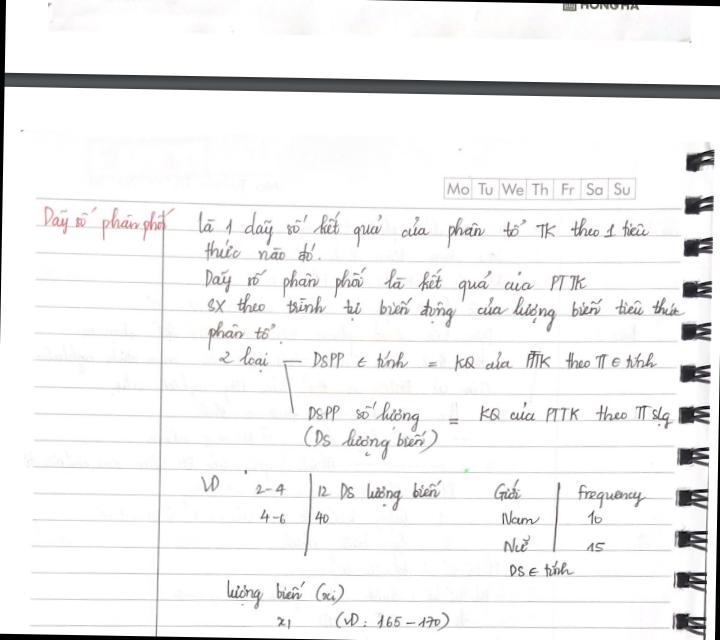 HONG HA
Mo Tu We Th Fr Sa Su
Dãy số phân phối là 1 dãy số kết quả của phân tổ TK theo 1 tiêu
thức nào đó.
Dãy số phân phối là kết quả của PTTK
SX theo trình tự biến động của lượng biến tiêu thức
phân tổ.
2 loại — DSPP ∈ tính = KQ của PTTK theo TT ∈ tính
DSPP số lượng = KQ của PTTK theo TT slg
(DS lượng biến)
VD 2-4 12 DS lượng biến Giới frequency
4-6 40 Nam 10
Nữ 15
DS ∈ tính
lượng biến (xi)
x1 (VD: 165-170)